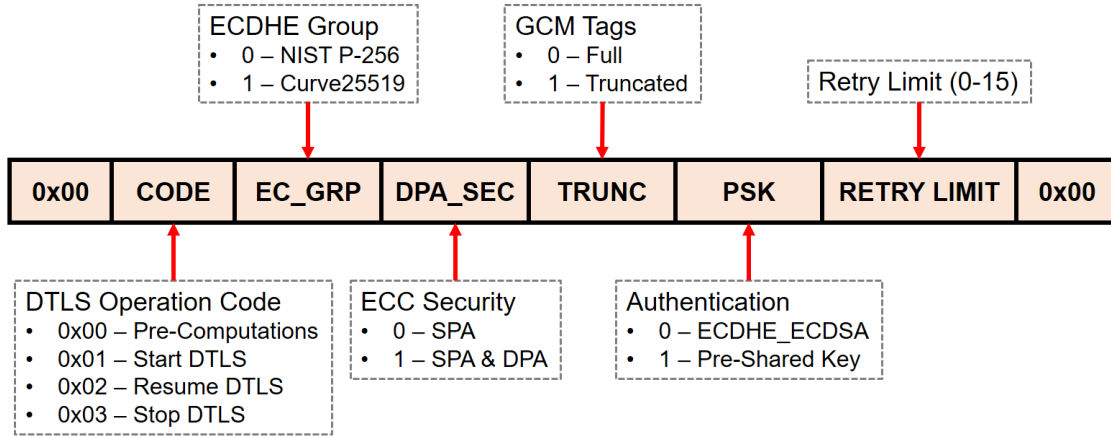 ECDHE Group
• 0 – NIST P-256
• 1 – Curve25519
GCM Tags
• 0 – Full
• 1 – Truncated
Retry Limit (0-15)
0x00 CODE EC_GRP DPA_SEC TRUNC PSK RETRY LIMIT 0x00
DTLS Operation Code
• 0x00 – Pre-Computations
• 0x01 – Start DTLS
• 0x02 – Resume DTLS
• 0x03 – Stop DTLS
ECC Security
• 0 – SPA
• 1 – SPA & DPA
Authentication
• 0 – ECDHE_ECDSA
• 1 – Pre-Shared Key